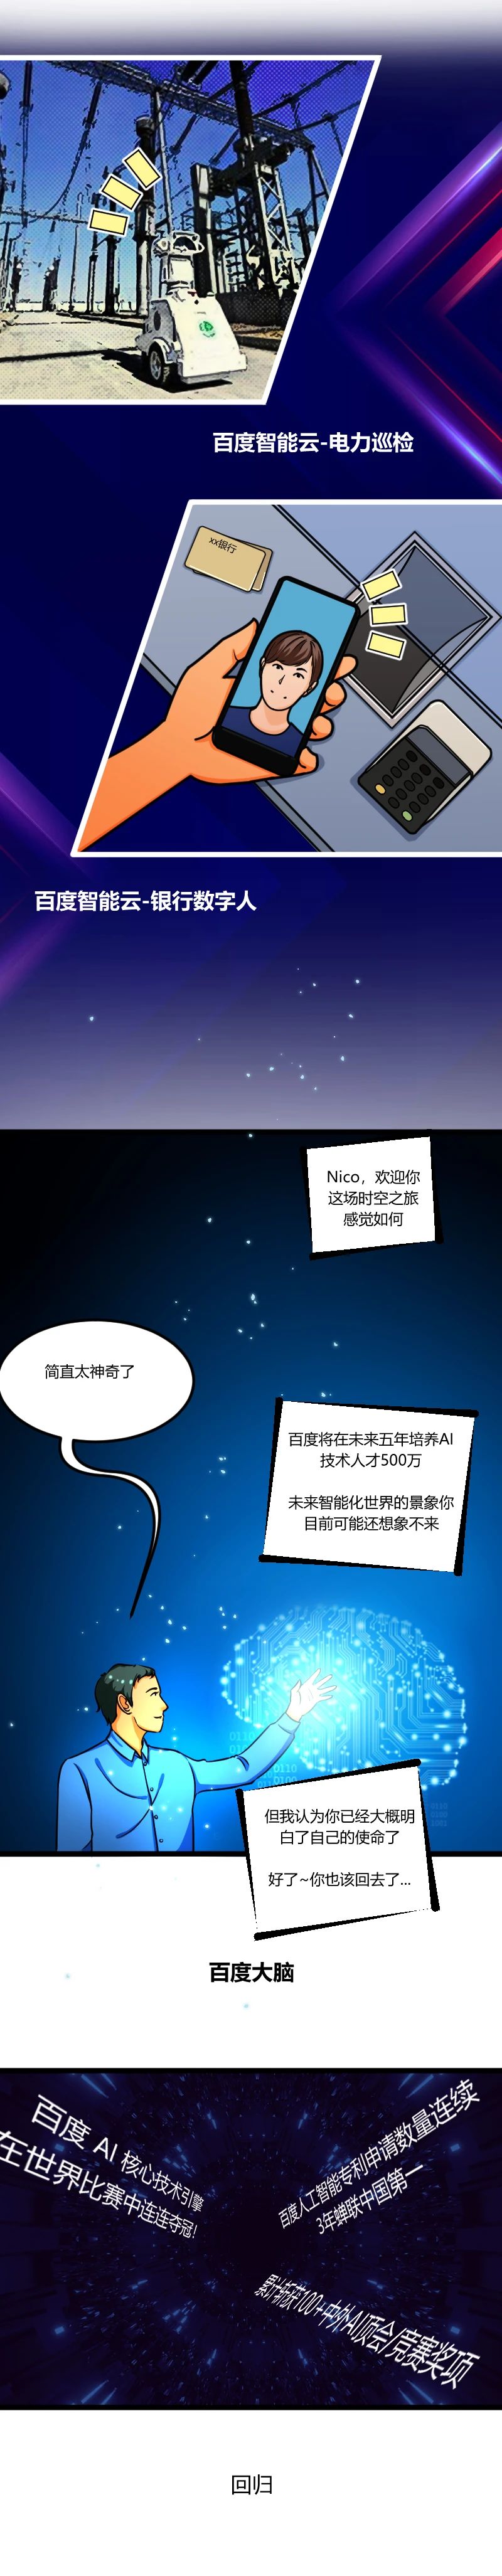 百度智能云-电力巡检
xx银行
百度智能云-银行数字人
Nico，欢迎你
这场时空之旅
感觉如何
简直太神奇了
百度将在未来五年培养AI
技术人才500万
未来智能化世界的景象你
目前可能还想象不来
0110
0100
0110
但我认为你已经大概明
白了自己的使命了
好了~你也该回去了...
百度大脑
百度 AI 核心技术引擎
在世界比赛中连连夺冠!
百度人工智能专利申请数量连续
3年蝉联中国第一
累计斩获100+中外AI顶会/竞赛奖项
回归